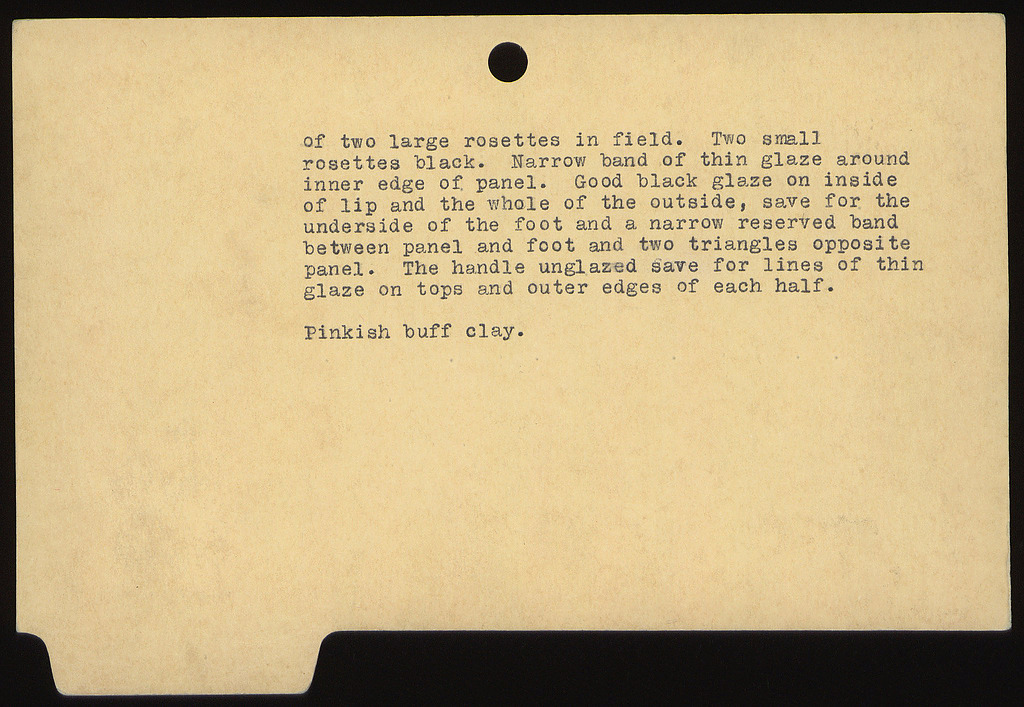 of two large rosettes in field.  Two small
rosettes black.  Narrow band of thin glaze around
inner edge of panel.  Good black glaze on inside
of lip and the whole of the outside, save for the
underside of the foot and a narrow reserved band
between panel and foot and two triangles opposite
panel.  The handle unglazed save for lines of thin
glaze on tops and outer edges of each half.
Pinkish buff clay.